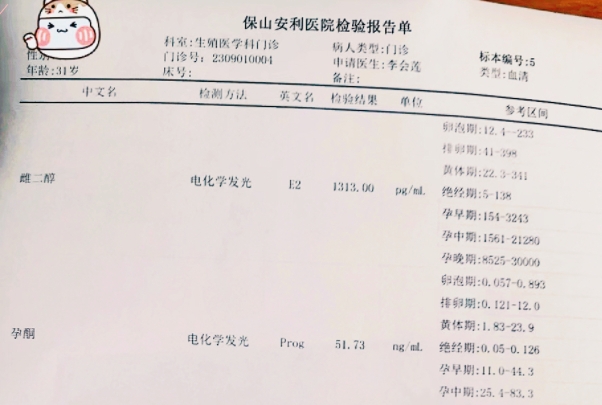 保山安利医院检验报告单
科室:生殖医学科门诊 病人类型:门诊 标本编号:5
性别 门诊号: 2309010004 申请医生:李会莲 类型:血清
年龄:31岁 床号: 备注:
中文名 检测方法 英文名 检验结果 单位 参考区间
卵泡期:12.4--233
排卵期:41-398
黄体期:22.3-341
雌二醇 电化学发光 E2 1313.00 pg/mL 绝经期:5-138
孕早期:154-3243
孕中期:1561-21280
孕晚期:8525-30000
卵泡期:0.057-0.893
排卵期:0.121-12.0
黄体期:1.83-23.9
孕酮 电化学发光 Prog 51.73 ng/mL 绝经期:0.05-0.126
孕早期:11.0-44.3
孕中期:25.4-83.3